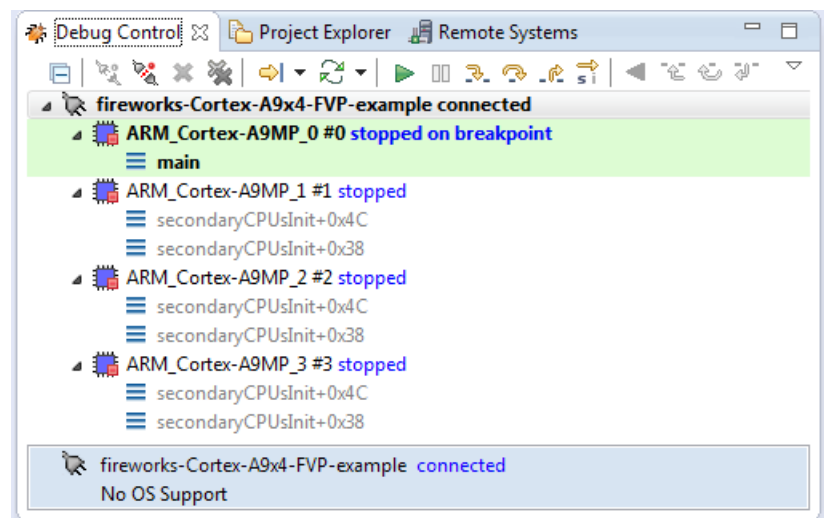 Debug Control Project Explorer Remote Systems
fireworks-Cortex-A9x4-FVP-example connected
ARM_Cortex-A9MP_0 #0 stopped on breakpoint
main
ARM_Cortex-A9MP_1 #1 stopped
secondaryCPUsInit+0x4C
secondaryCPUsInit+0x38
ARM_Cortex-A9MP_2 #2 stopped
secondaryCPUsInit+0x4C
secondaryCPUsInit+0x38
ARM_Cortex-A9MP_3 #3 stopped
secondaryCPUsInit+0x4C
secondaryCPUsInit+0x38
fireworks-Cortex-A9x4-FVP-example connected
No OS Support